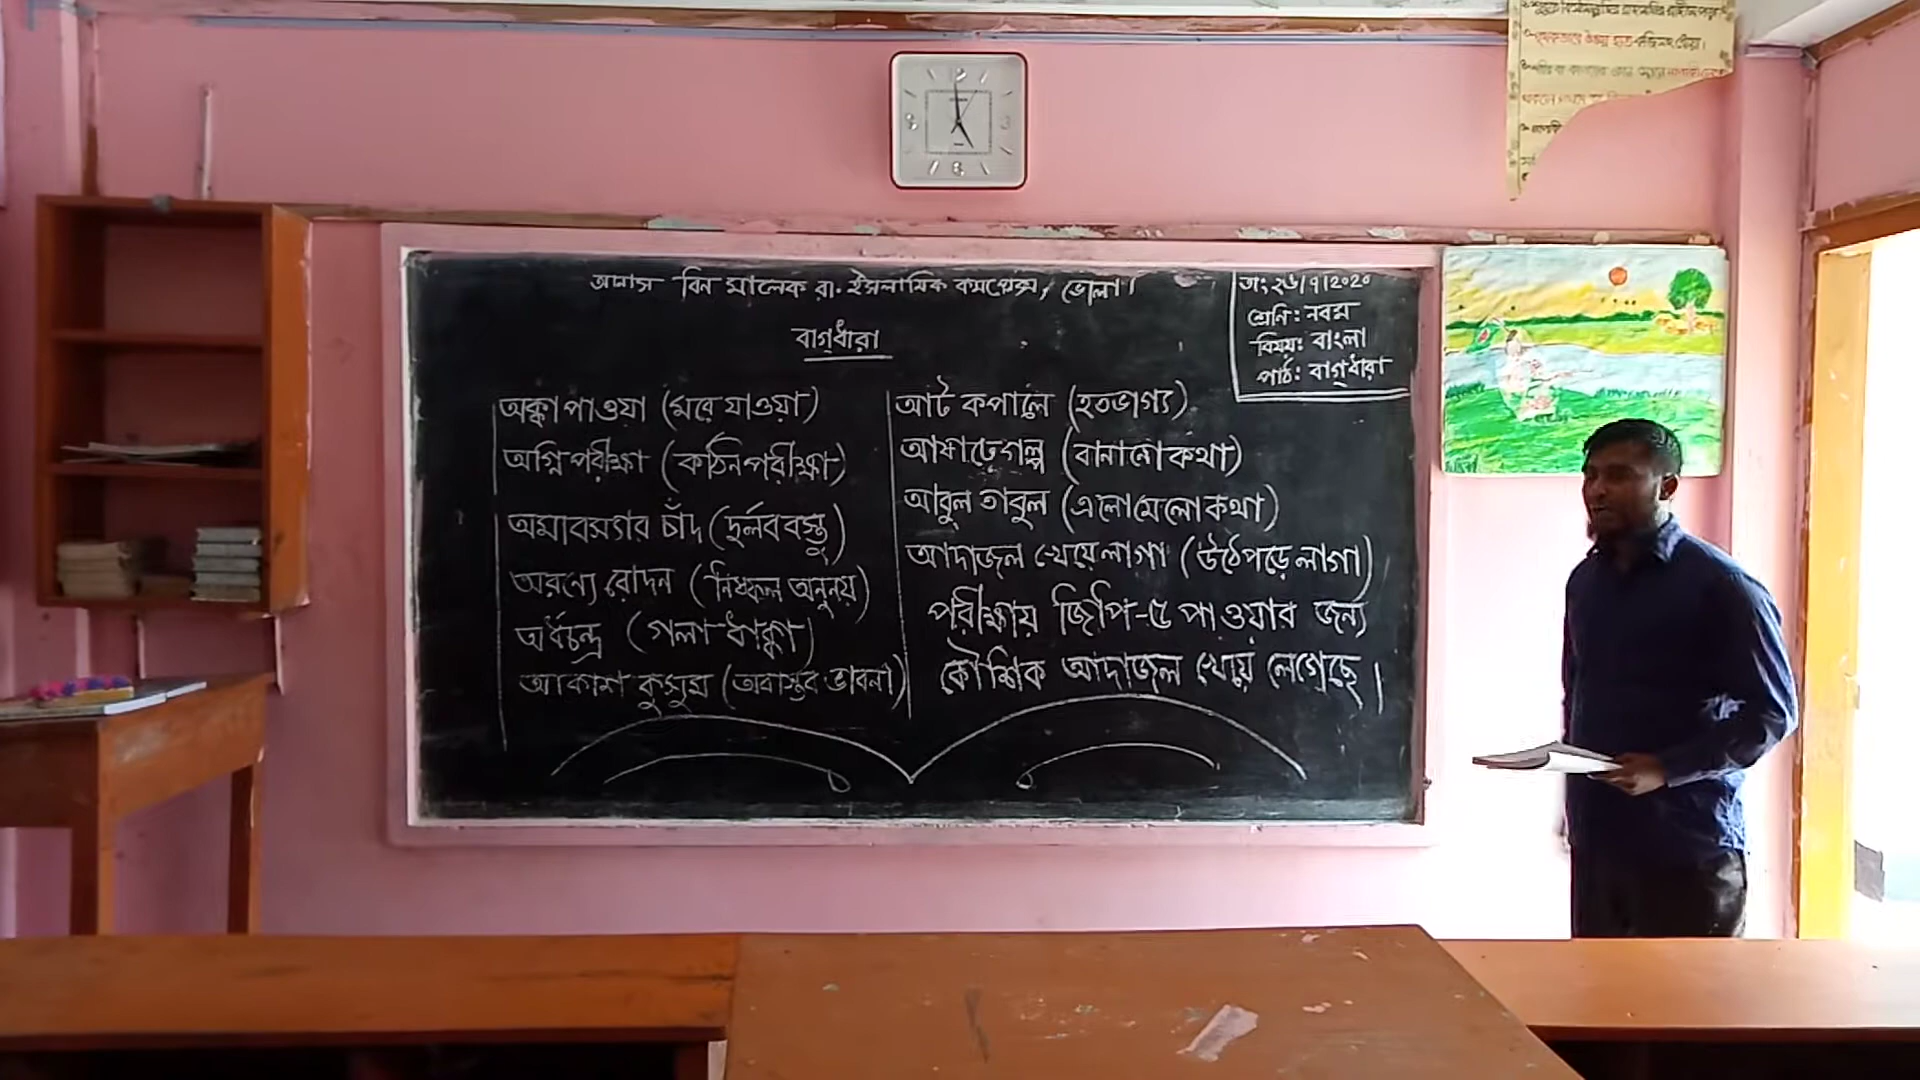 আনাস বিন মালেক রা. ইসলামিক কমপ্লেক্স, ভোলা।
তাং ২৬/৭/২০২০
শ্রেণি: নবম
বিষয়: বাংলা
পাঠ: বাগ্‌ধারা
বাগ্‌ধারা
অক্কা পাওয়া (মরে যাওয়া)
অগ্নিপরীক্ষা (কঠিন পরীক্ষা)
অমাবস্যার চাঁদ (দুর্লব বস্তু)
অরণ্যে রোদন (নিষ্ফল অনুনয়)
অর্ধচন্দ্র (গলা ধাক্কা)
আকাশ কুসুম (অবাস্তব ভাবনা)
আট কপালে (হতভাগ্য)
আষাঢ়ে গল্প (বানানো কথা)
আবুল তাবুল (এলোমেলো কথা)
আদাজল খেয়ে লাগা (উঠে পড়ে লাগা)
পরীক্ষায় জিপি-৫ পাওয়ার জন্য
কৌশিক আদাজল খেয়ে লেগেছে।